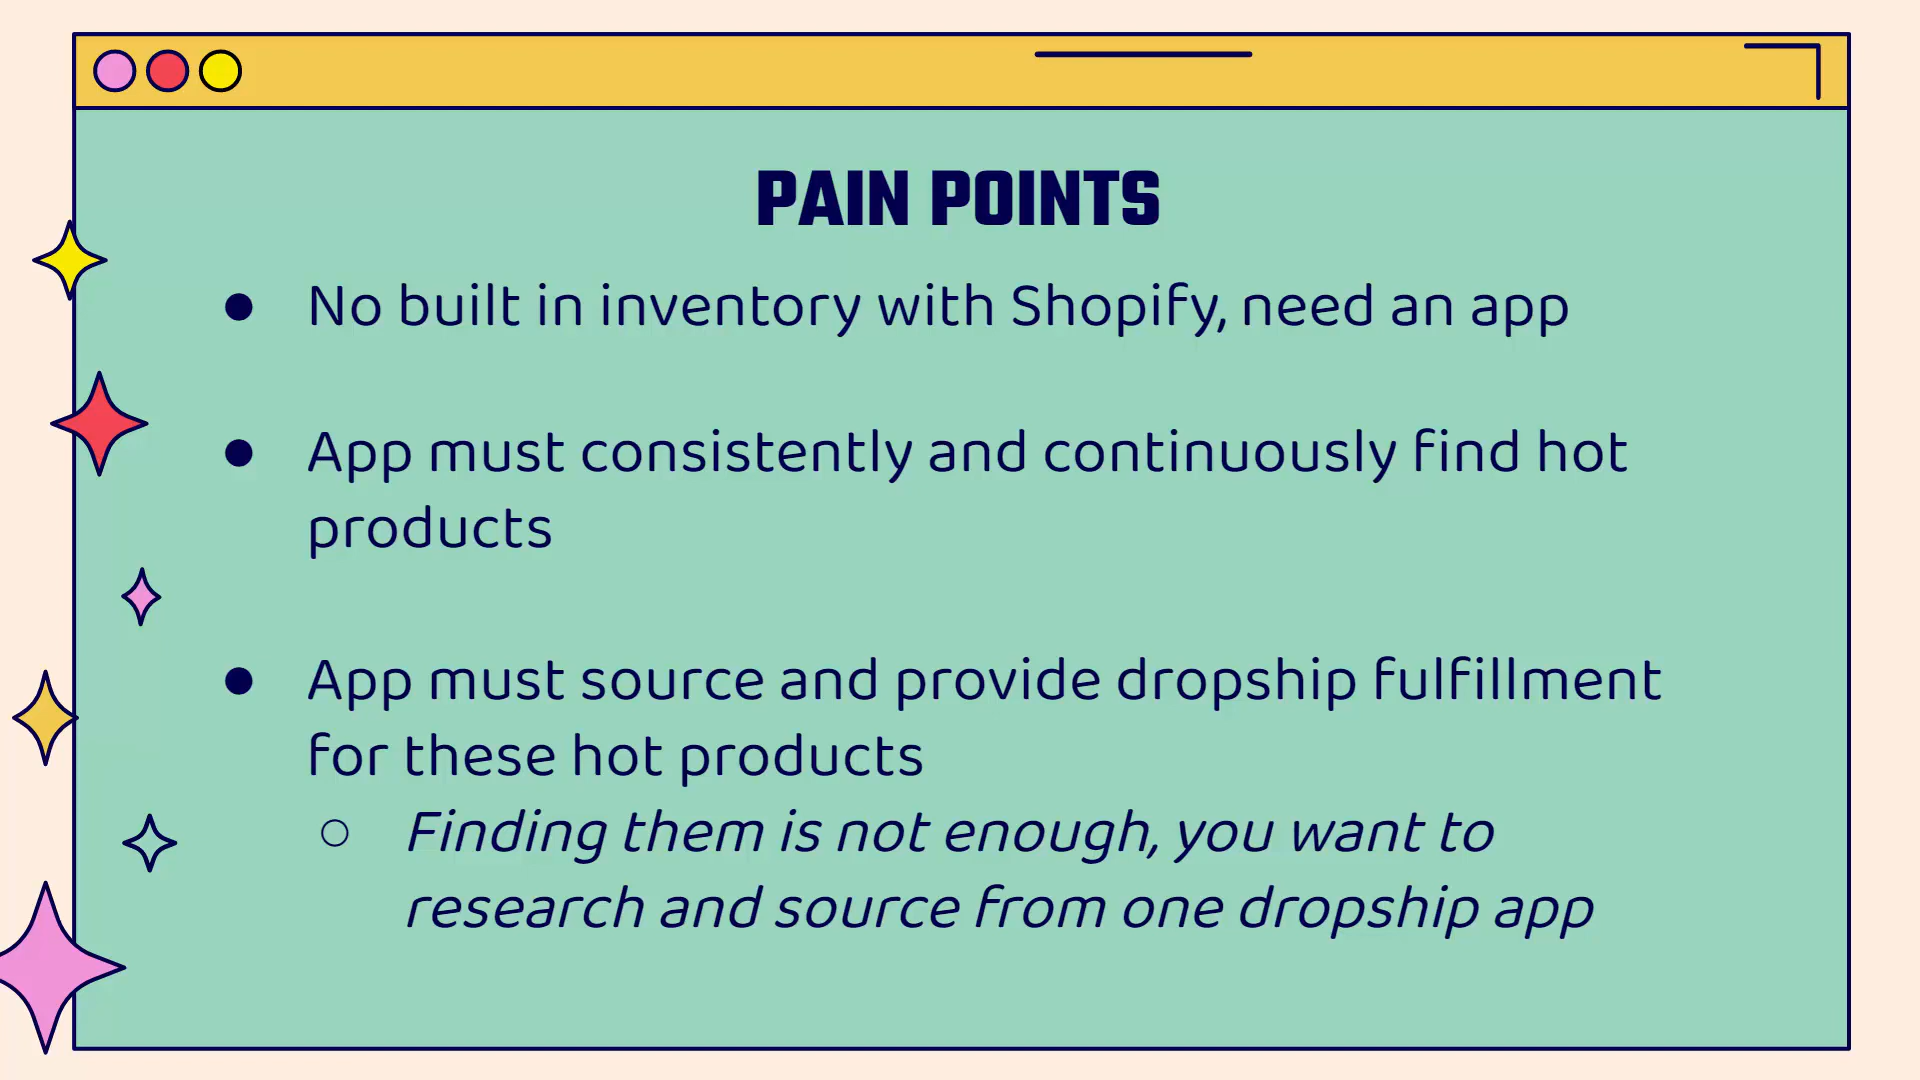 PAIN POINTS
● No built in inventory with Shopify, need an app
● App must consistently and continuously find hot
products
● App must source and provide dropship fulfillment
for these hot products
○ Finding them is not enough, you want to
research and source from one dropship app